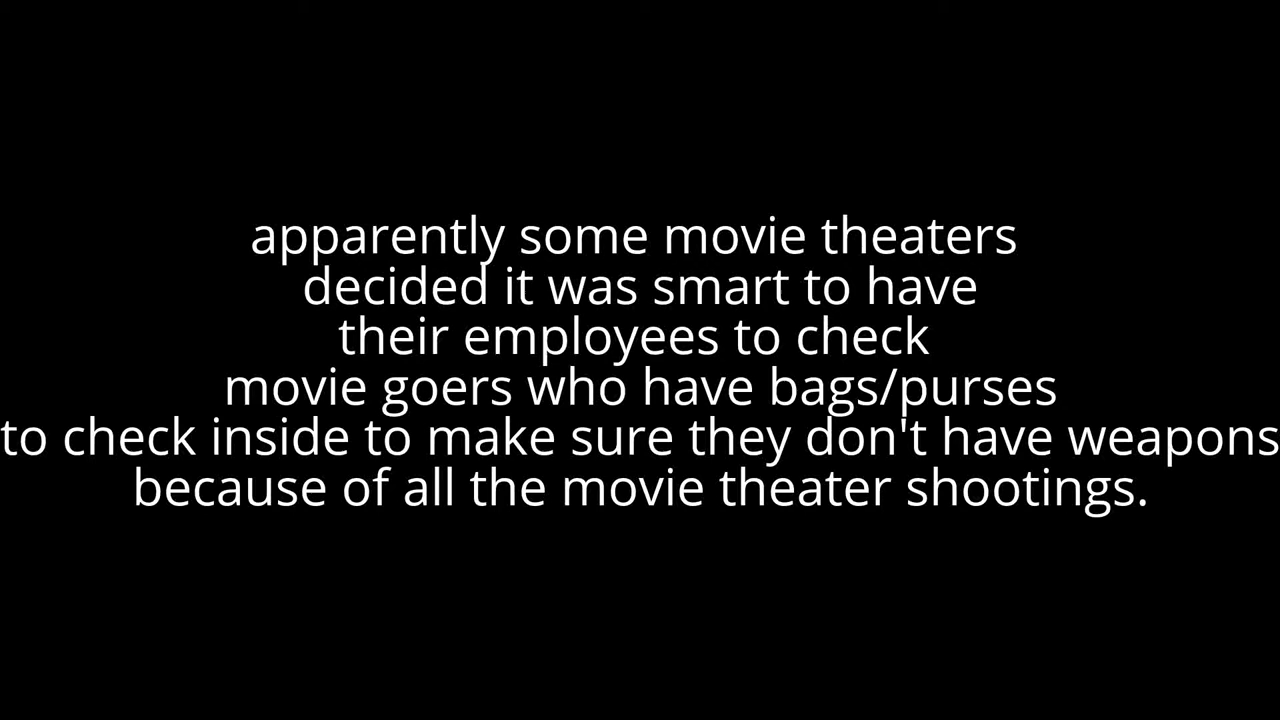 apparently some movie theaters
decided it was smart to have
their employees to check
movie goers who have bags/purses
to check inside to make sure they don't have weapons
because of all the movie theater shootings.